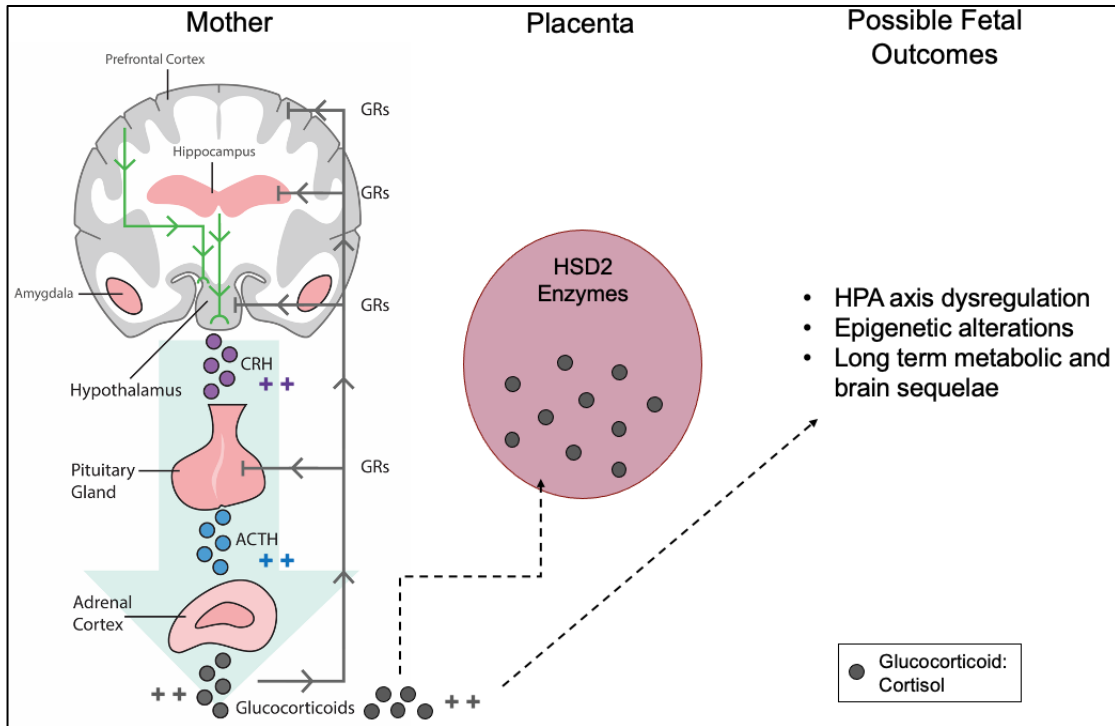 Mother
Placenta
Possible Fetal
Outcomes
Prefrontal Cortex
GRs
Hippocampus
GRs
Amygdala
GRs
Hypothalamus
CRH
++
Pituitary
Gland
GRs
ACTH
++
Adrenal
Cortex
++
Glucocorticoids
++
HSD2
Enzymes
• HPA axis dysregulation
• Epigenetic alterations
• Long term metabolic and
brain sequelae
Glucocorticoid:
Cortisol